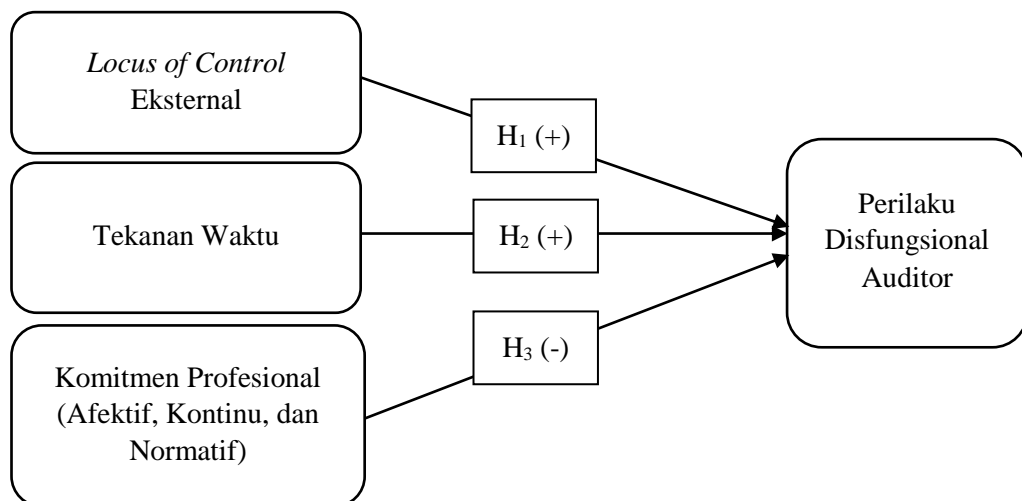 Locus of Control
Eksternal
H₁ (+)
Tekanan Waktu
H₂ (+)
Perilaku
Disfungsional
Auditor
H₃ (-)
Komitmen Profesional
(Afektif, Kontinu, dan
Normatif)